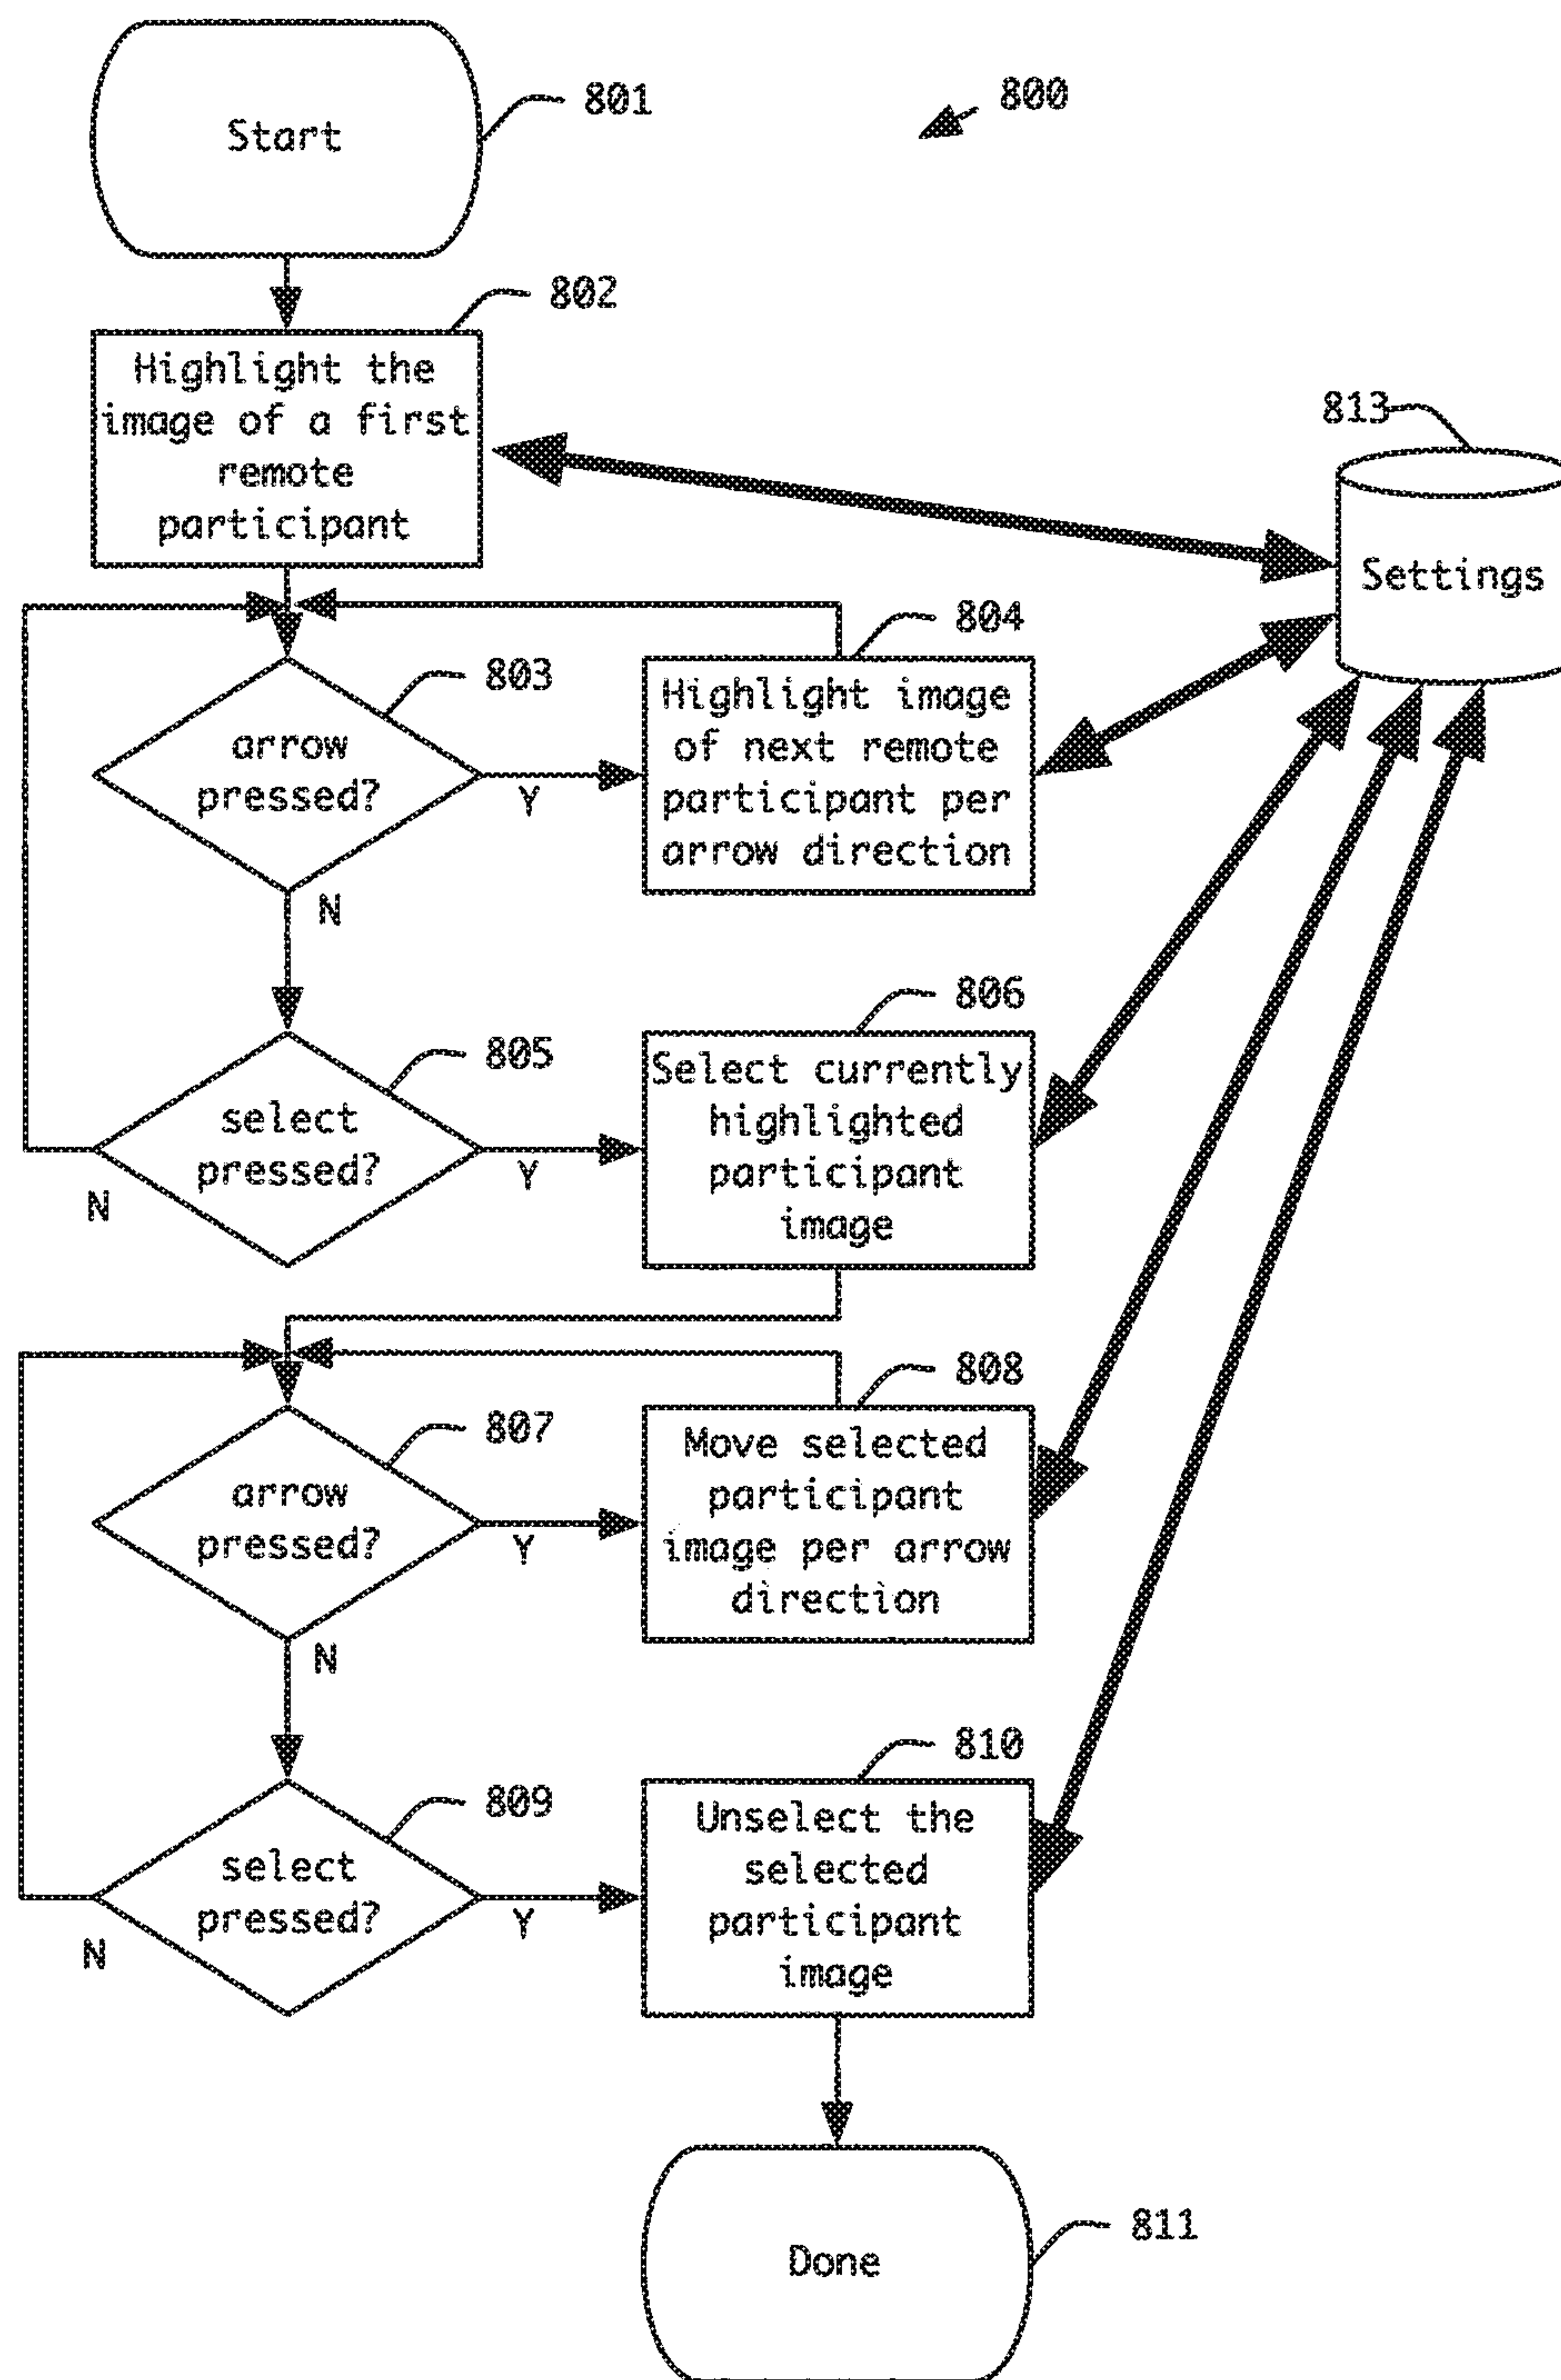 Start
801
800
802
Highlight the
image of a first
remote
participant
813
Settings
804
803
Highlight image
of next remote
participant per
arrow direction
arrow
pressed?
Y
N
806
805
Select currently
highlighted
participant
image
select
pressed?
Y
N
808
807
Move selected
participant
image per arrow
direction
arrow
pressed?
Y
N
810
809
Unselect the
selected
participant
image
select
pressed?
Y
N
811
Done